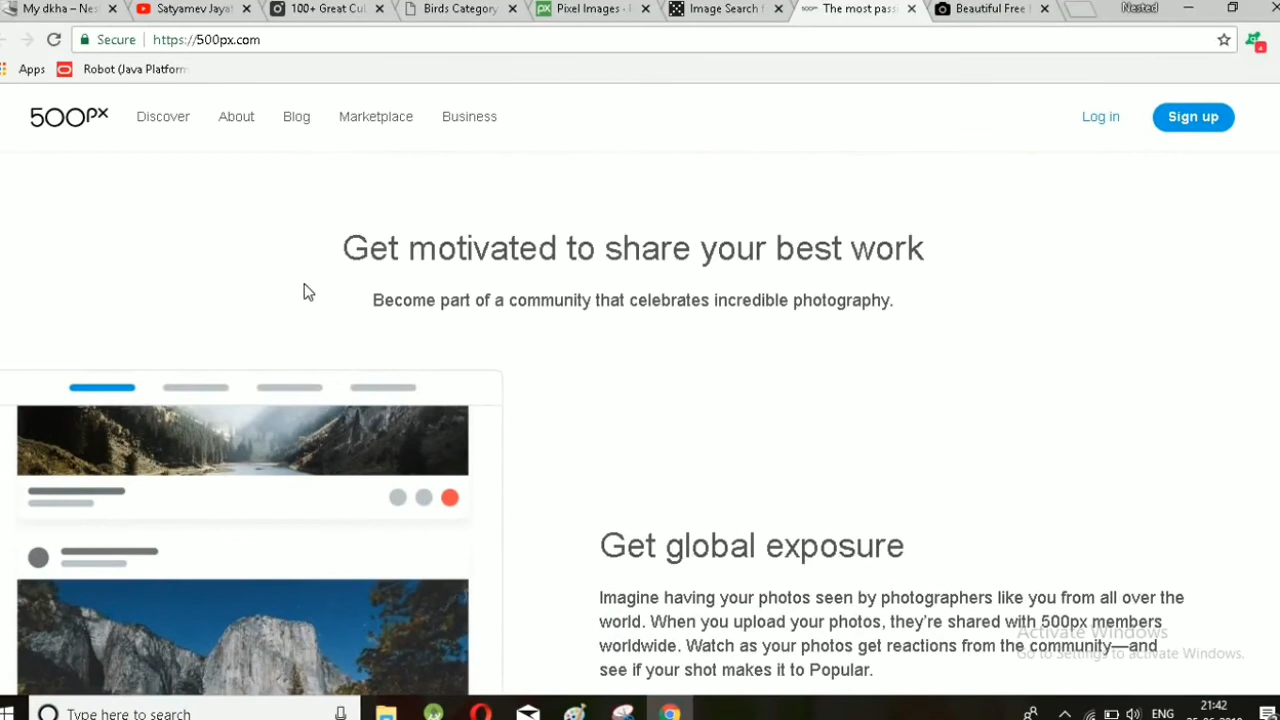 My dkha – Nes
Satyamev Jayat
100+ Great Cul
Birds Category
Pixel Images -
Image Search f
The most pass
Beautiful Free
Nested
Secure
https://500px.com
Apps
Robot (Java Platform
500px
Discover
About
Blog
Marketplace
Business
Log in
Sign up
Get motivated to share your best work
Become part of a community that celebrates incredible photography.
Get global exposure
Imagine having your photos seen by photographers like you from all over the
world. When you upload your photos, they're shared with 500px members
worldwide. Watch as your photos get reactions from the community—and
see if your shot makes it to Popular.
Activate Windows
Go to Settings to activate Windows.
Type here to search
ENG
21:42